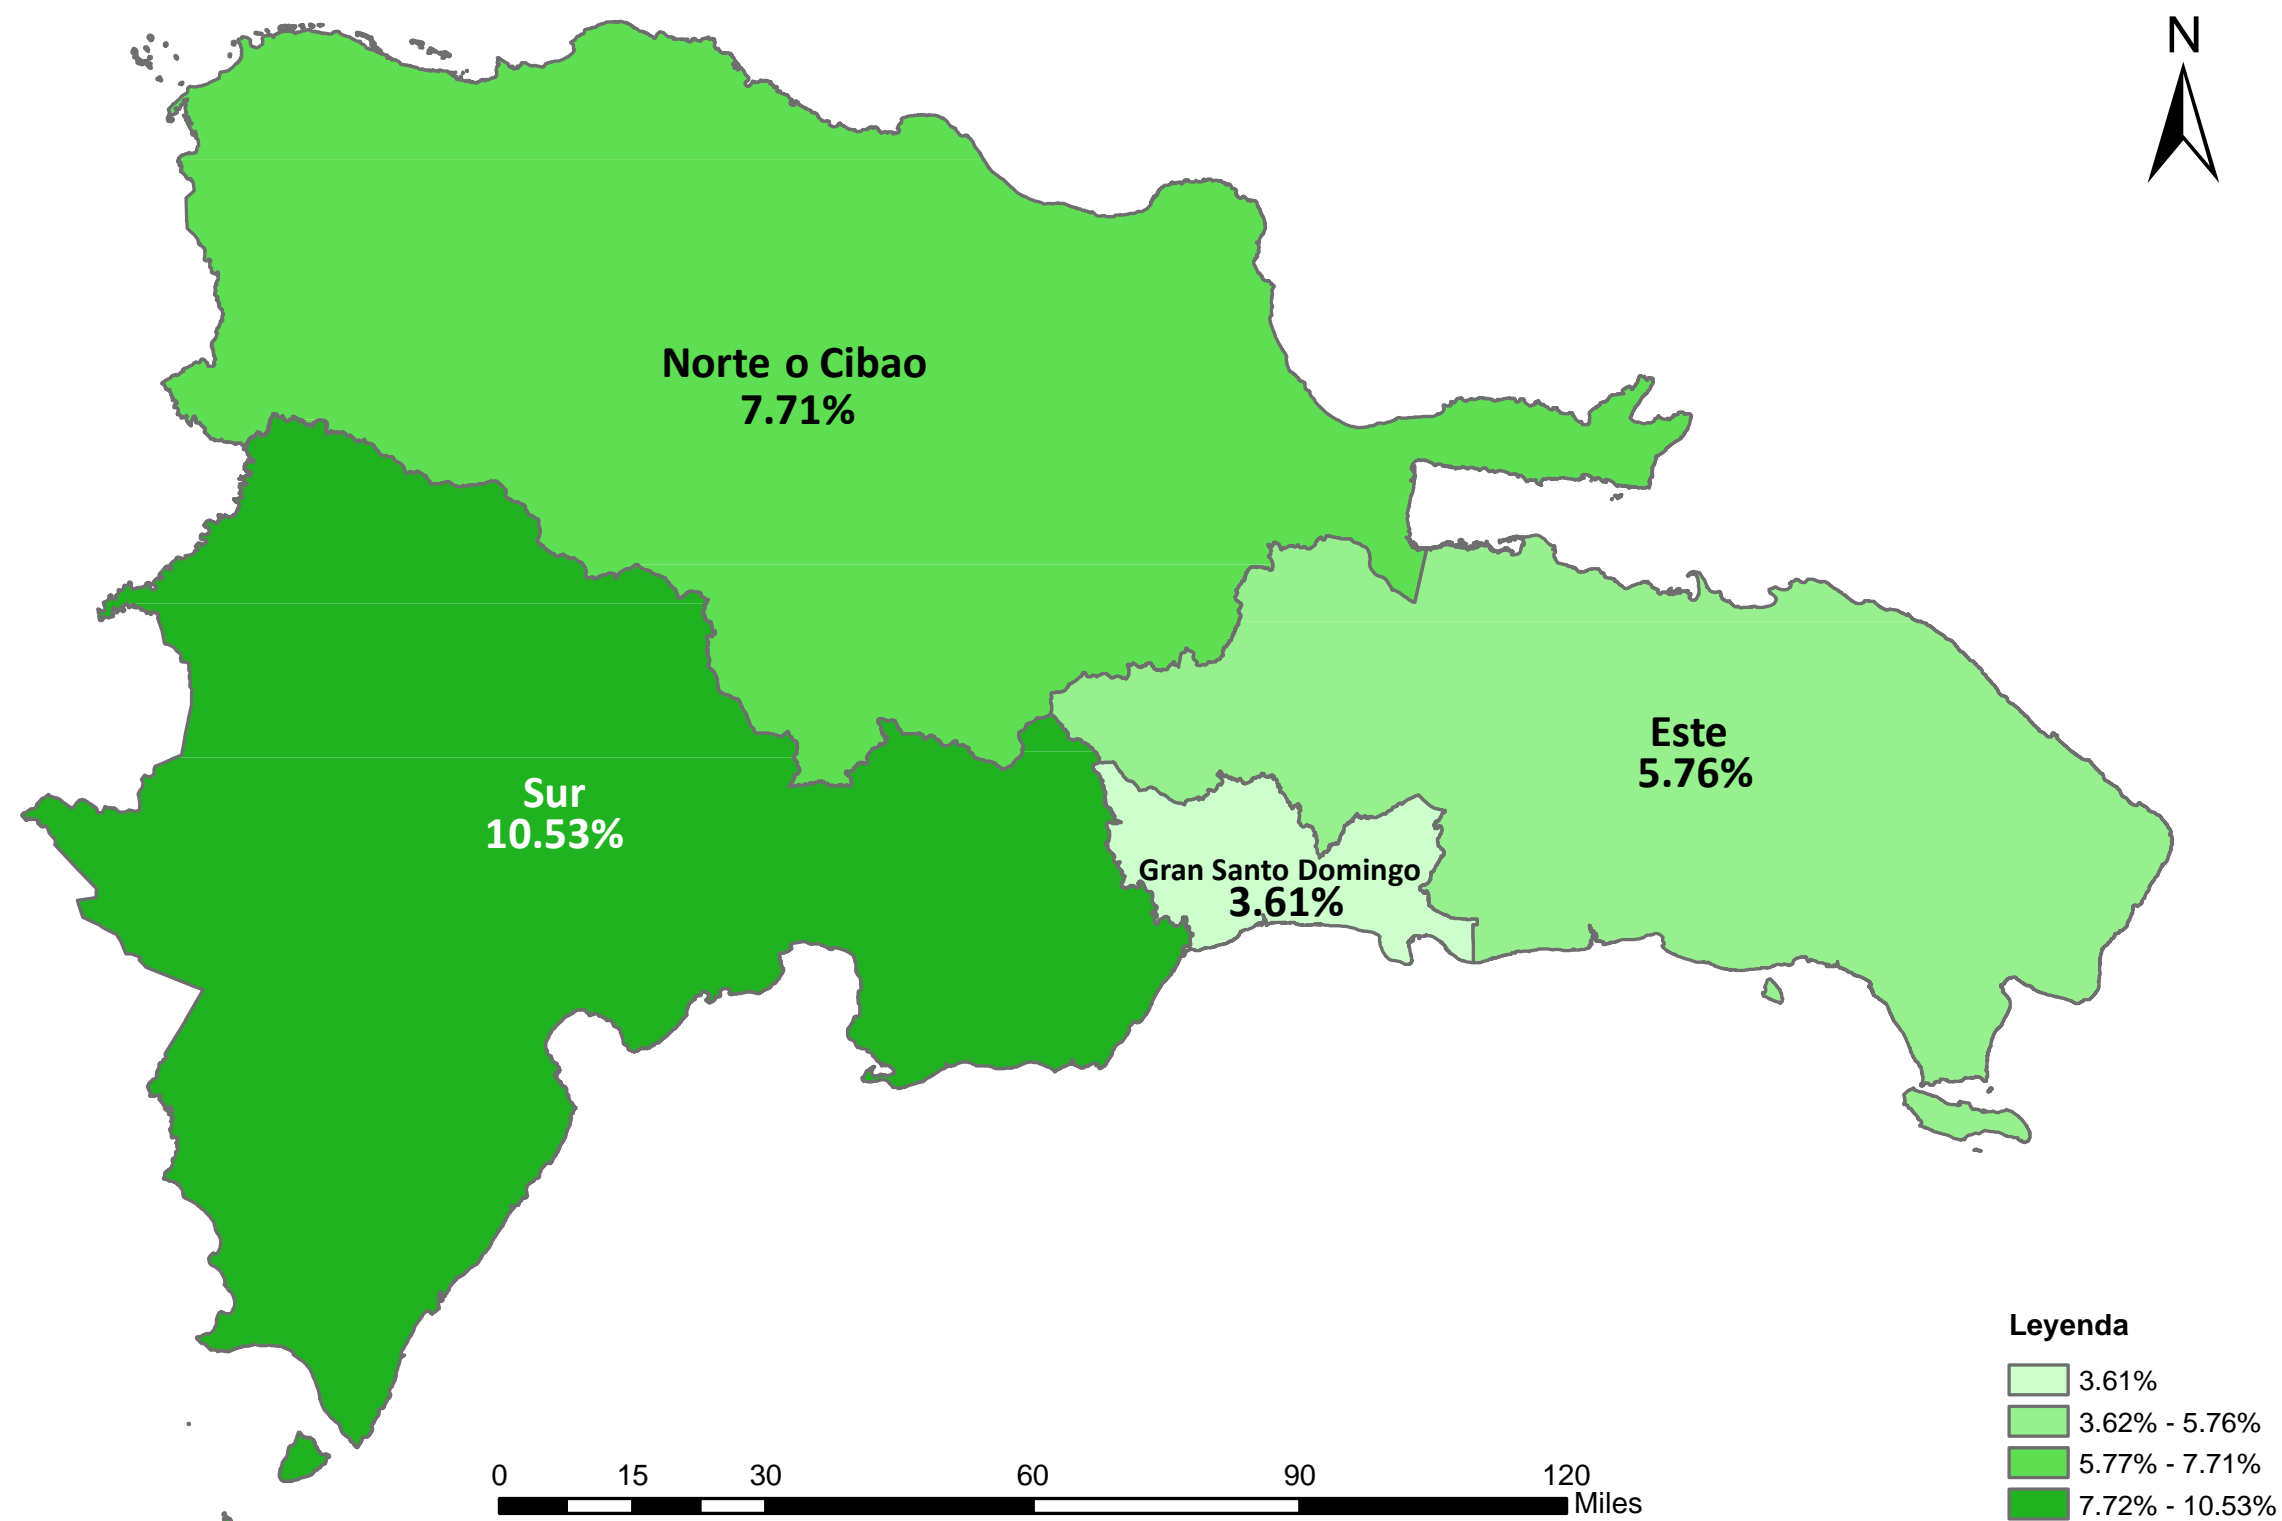 N
Norte o Cibao
7.71%
Este
5.76%
Sur
10.53%
Gran Santo Domingo
3.61%
Leyenda
3.61%
3.62% - 5.76%
5.77% - 7.71%
7.72% - 10.53%
0 15 30 60 90 120
Miles